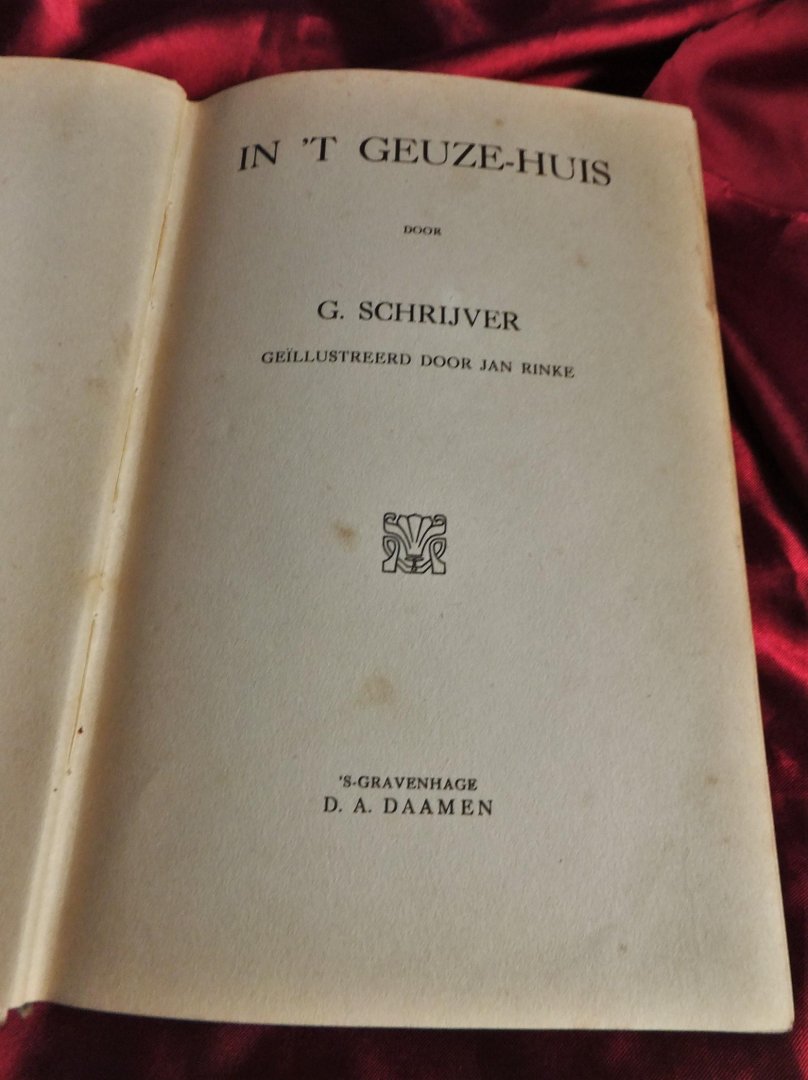 IN 'T GEUZE-HUIS
DOOR
G. SCHRIJVER
GEÏLLUSTREERD DOOR JAN RINKE
'S-GRAVENHAGE
D. A. DAAMEN